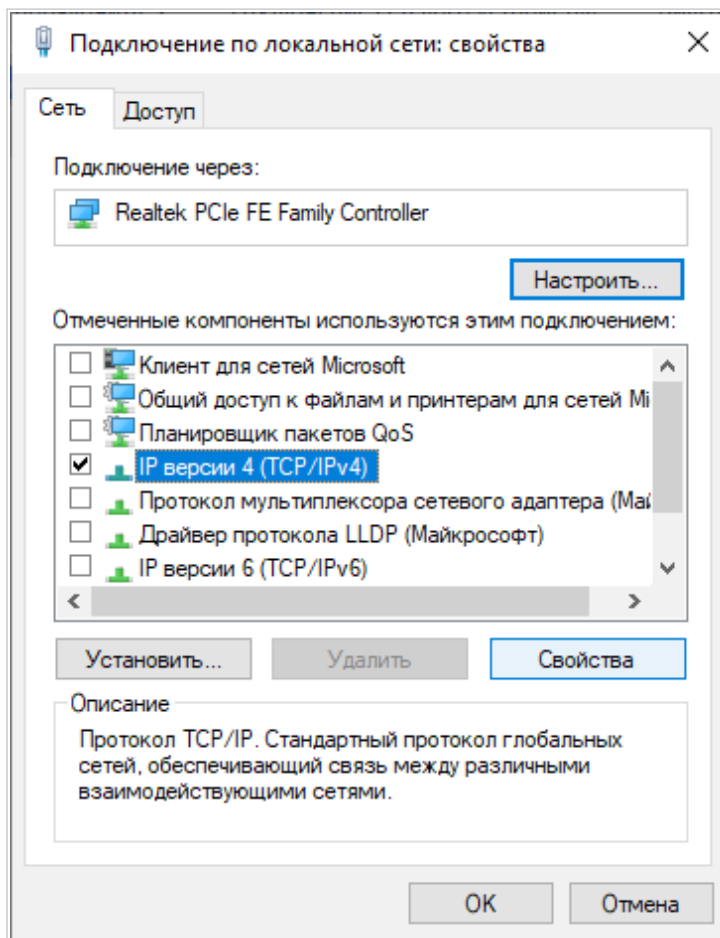 Подключение по локальной сети: свойства
Сеть
Доступ
Подключение через:
Realtek PCIe FE Family Controller
Настроить...
Отмеченные компоненты используются этим подключением:
Клиент для сетей Microsoft
Общий доступ к файлам и принтерам для сетей Mi
Планировщик пакетов QoS
IP версии 4 (TCP/IPv4)
Протокол мультиплексора сетевого адаптера (Май
Драйвер протокола LLDP (Майкрософт)
IP версии 6 (TCP/IPv6)
Установить...
Удалить
Свойства
Описание
Протокол TCP/IP. Стандартный протокол глобальных
сетей, обеспечивающий связь между различными
взаимодействующими сетями.
OK
Отмена